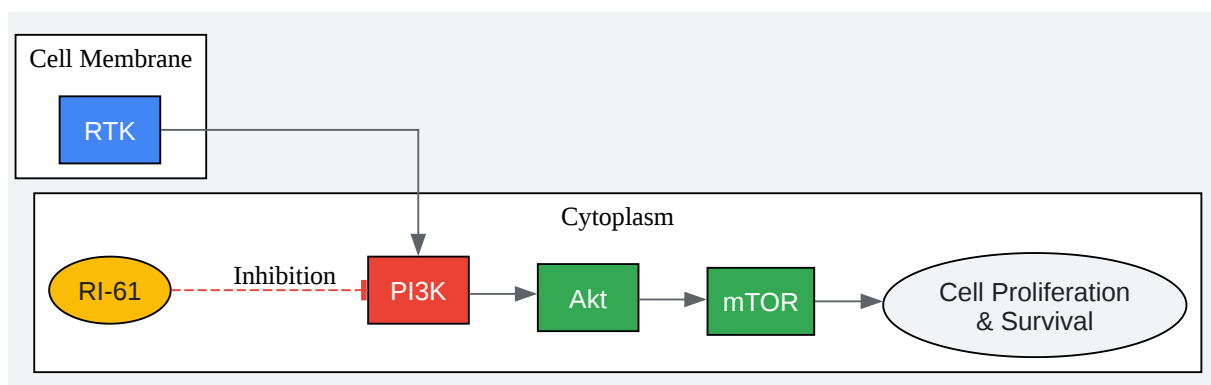 Cell Membrane
RTK
Cytoplasm
RI-61
Inhibition
PI3K
Akt
mTOR
Cell Proliferation
& Survival